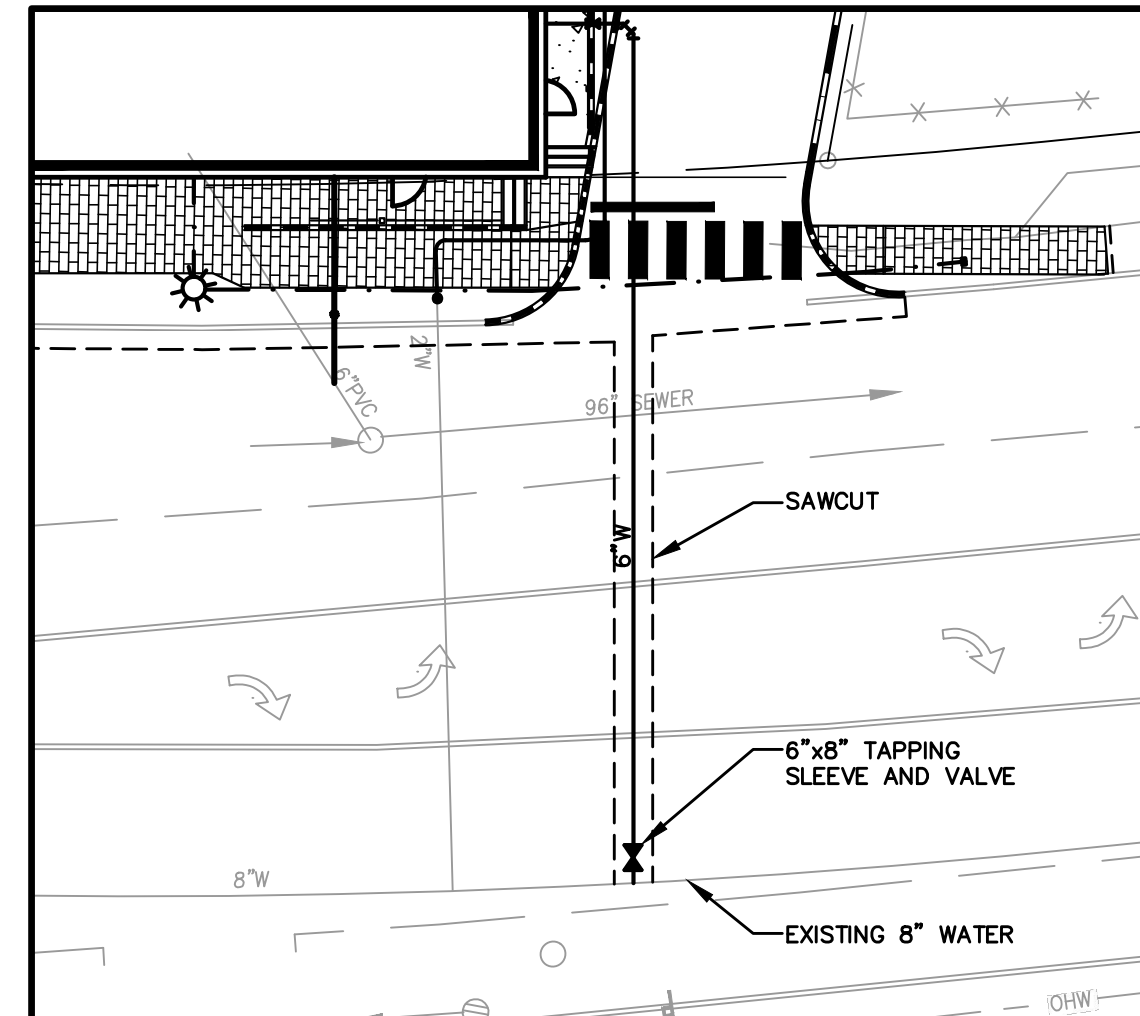 2"W
6"PVC
96" SEWER
SAWCUT
6"W
6"x8" TAPPING
SLEEVE AND VALVE
8"W
EXISTING 8" WATER
OHW